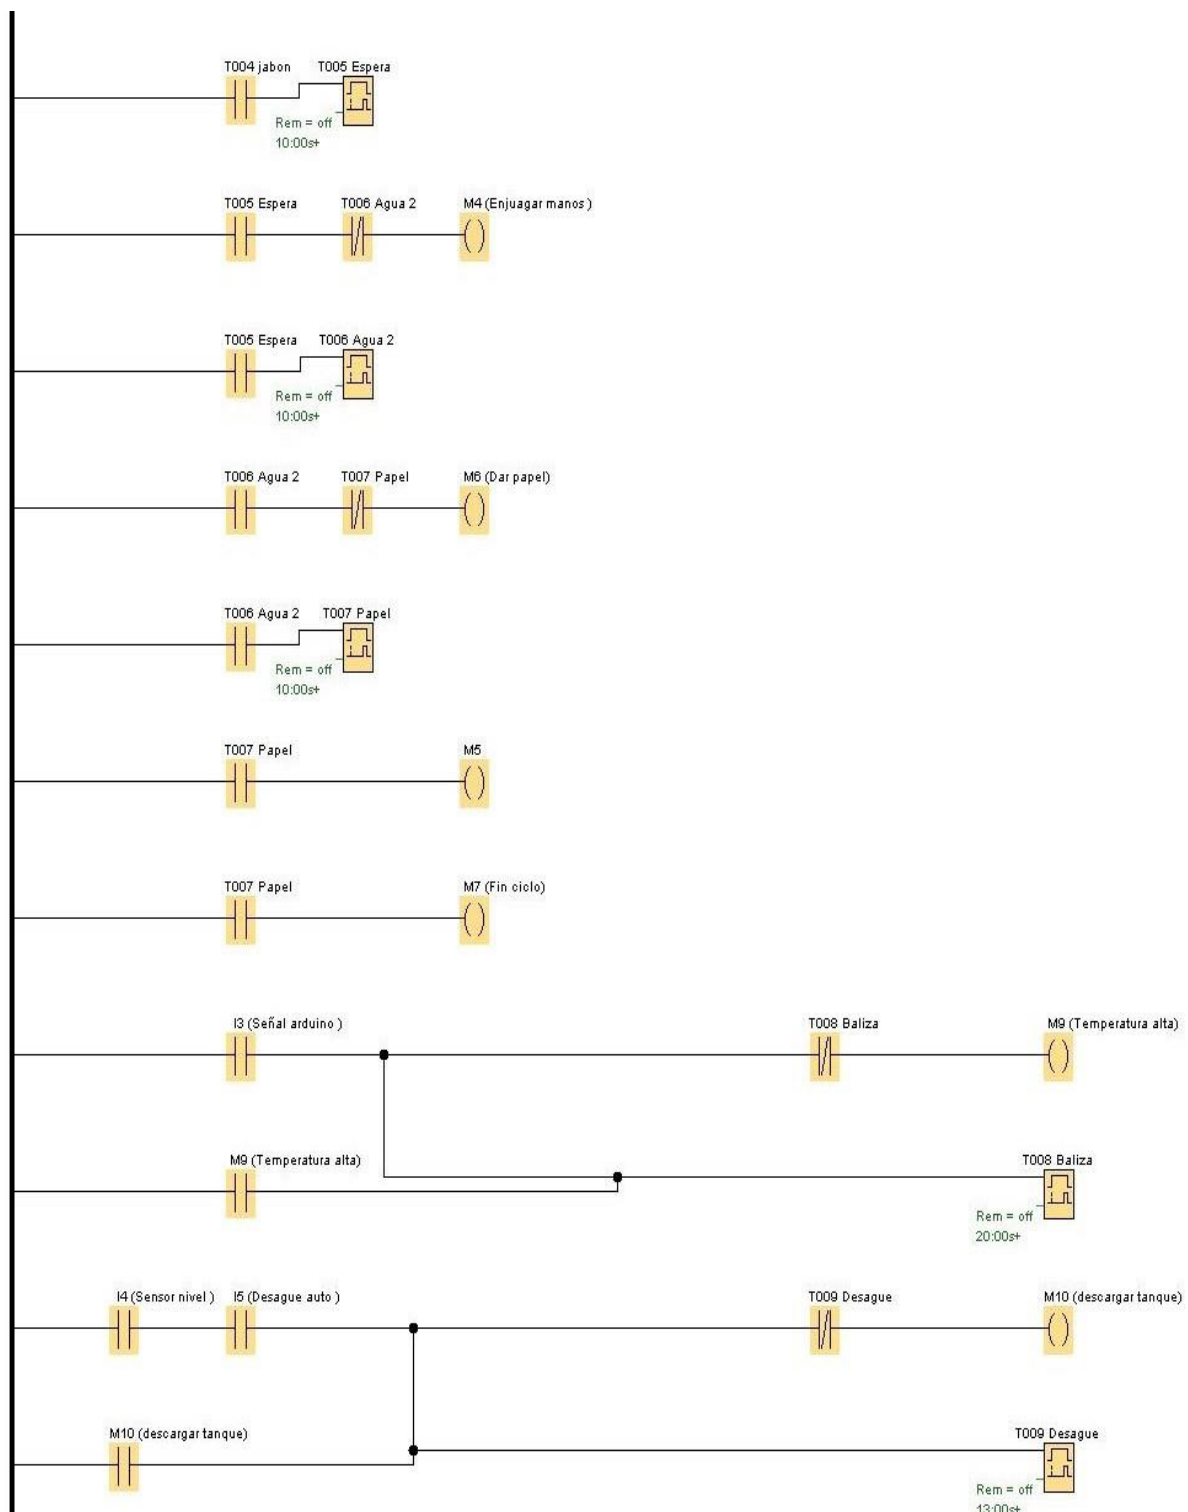 T004 jabon T005 Espera
Rem = off
10:00s+
T005 Espera T006 Agua 2 M4 (Enjuagar manos )
T005 Espera T006 Agua 2
Rem = off
10:00s+
T006 Agua 2 T007 Papel M6 (Dar papel)
T006 Agua 2 T007 Papel
Rem = off
10:00s+
T007 Papel M5
T007 Papel M7 (Fin ciclo)
I3 (Señal arduino ) T008 Baliza M9 (Temperatura alta)
M9 (Temperatura alta) T008 Baliza
Rem = off
20:00s+
I4 (Sensor nivel ) I5 (Desague auto ) T009 Desague M10 (descargar tanque)
M10 (descargar tanque) T009 Desague
Rem = off
13:00s+